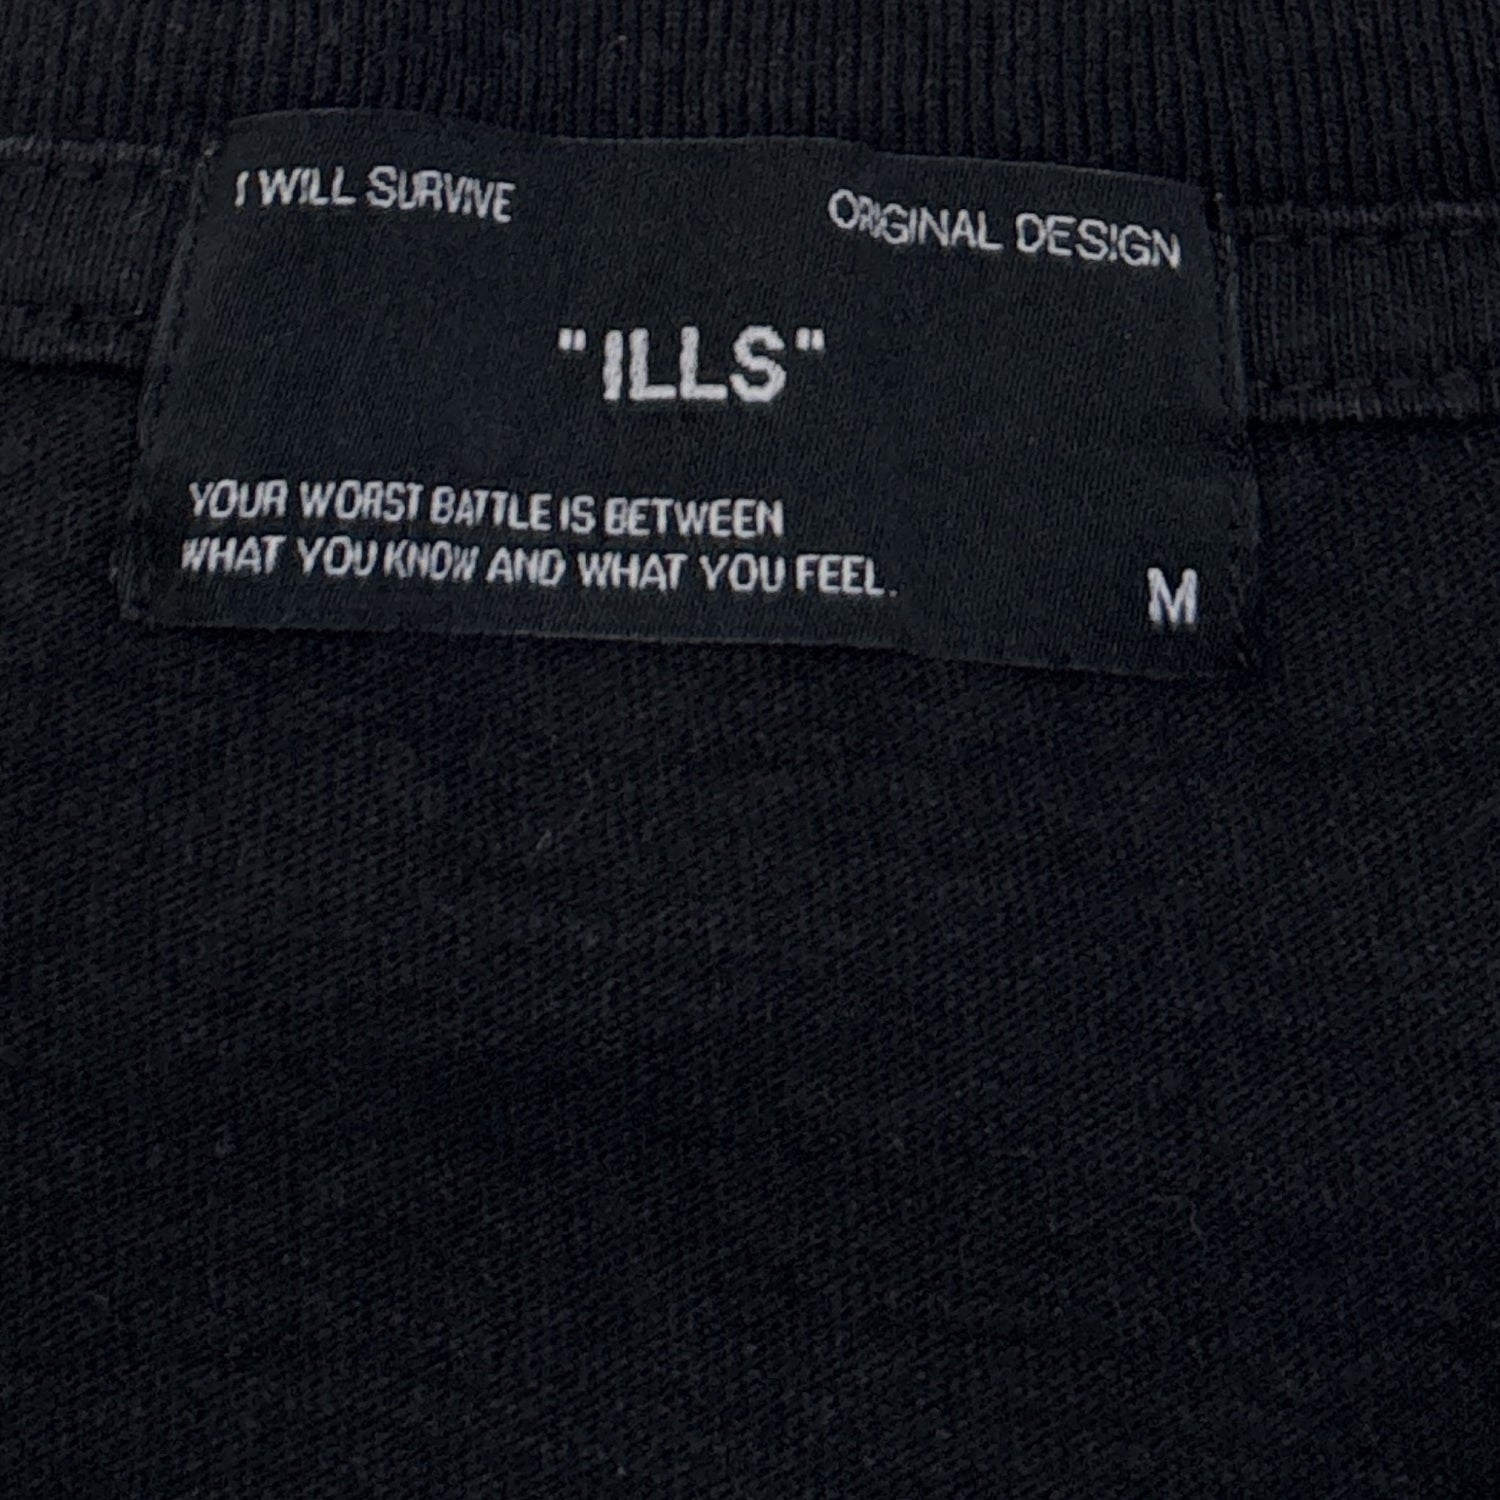 I WILL SURVIVE
ORIGINAL DESIGN
"ILLS"
YOUR WORST BATTLE IS BETWEEN
WHAT YOU KNOW AND WHAT YOU FEEL.
M